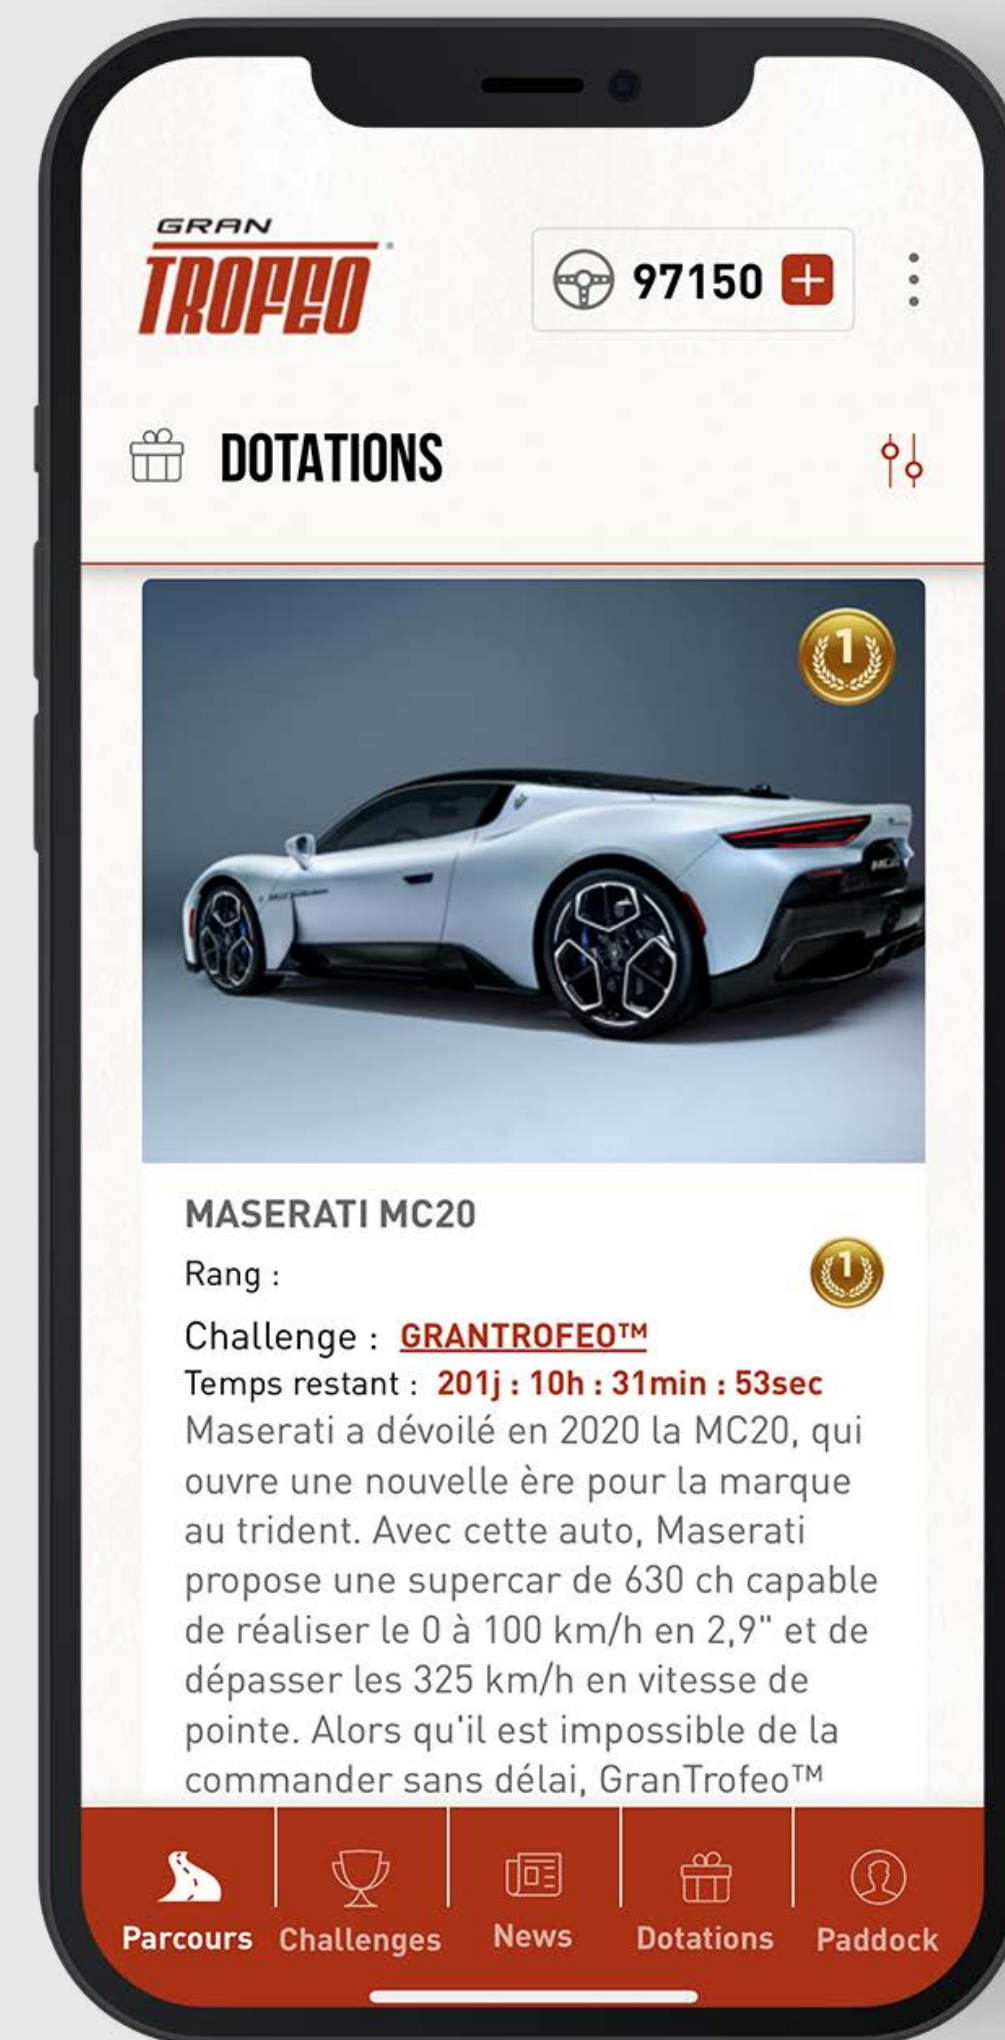 GRAN
TROFEO
97150
DOTATIONS
1
MASERATI MC20
Rang :
1
Challenge : GRANTROFEO™
Temps restant : 201j : 10h : 31min : 53sec
Maserati a dévoilé en 2020 la MC20, qui
ouvre une nouvelle ère pour la marque
au trident. Avec cette auto, Maserati
propose une supercar de 630 ch capable
de réaliser le 0 à 100 km/h en 2,9" et de
dépasser les 325 km/h en vitesse de
pointe. Alors qu'il est impossible de la
commander sans délai, GranTrofeo™
Parcours Challenges News Dotations Paddock